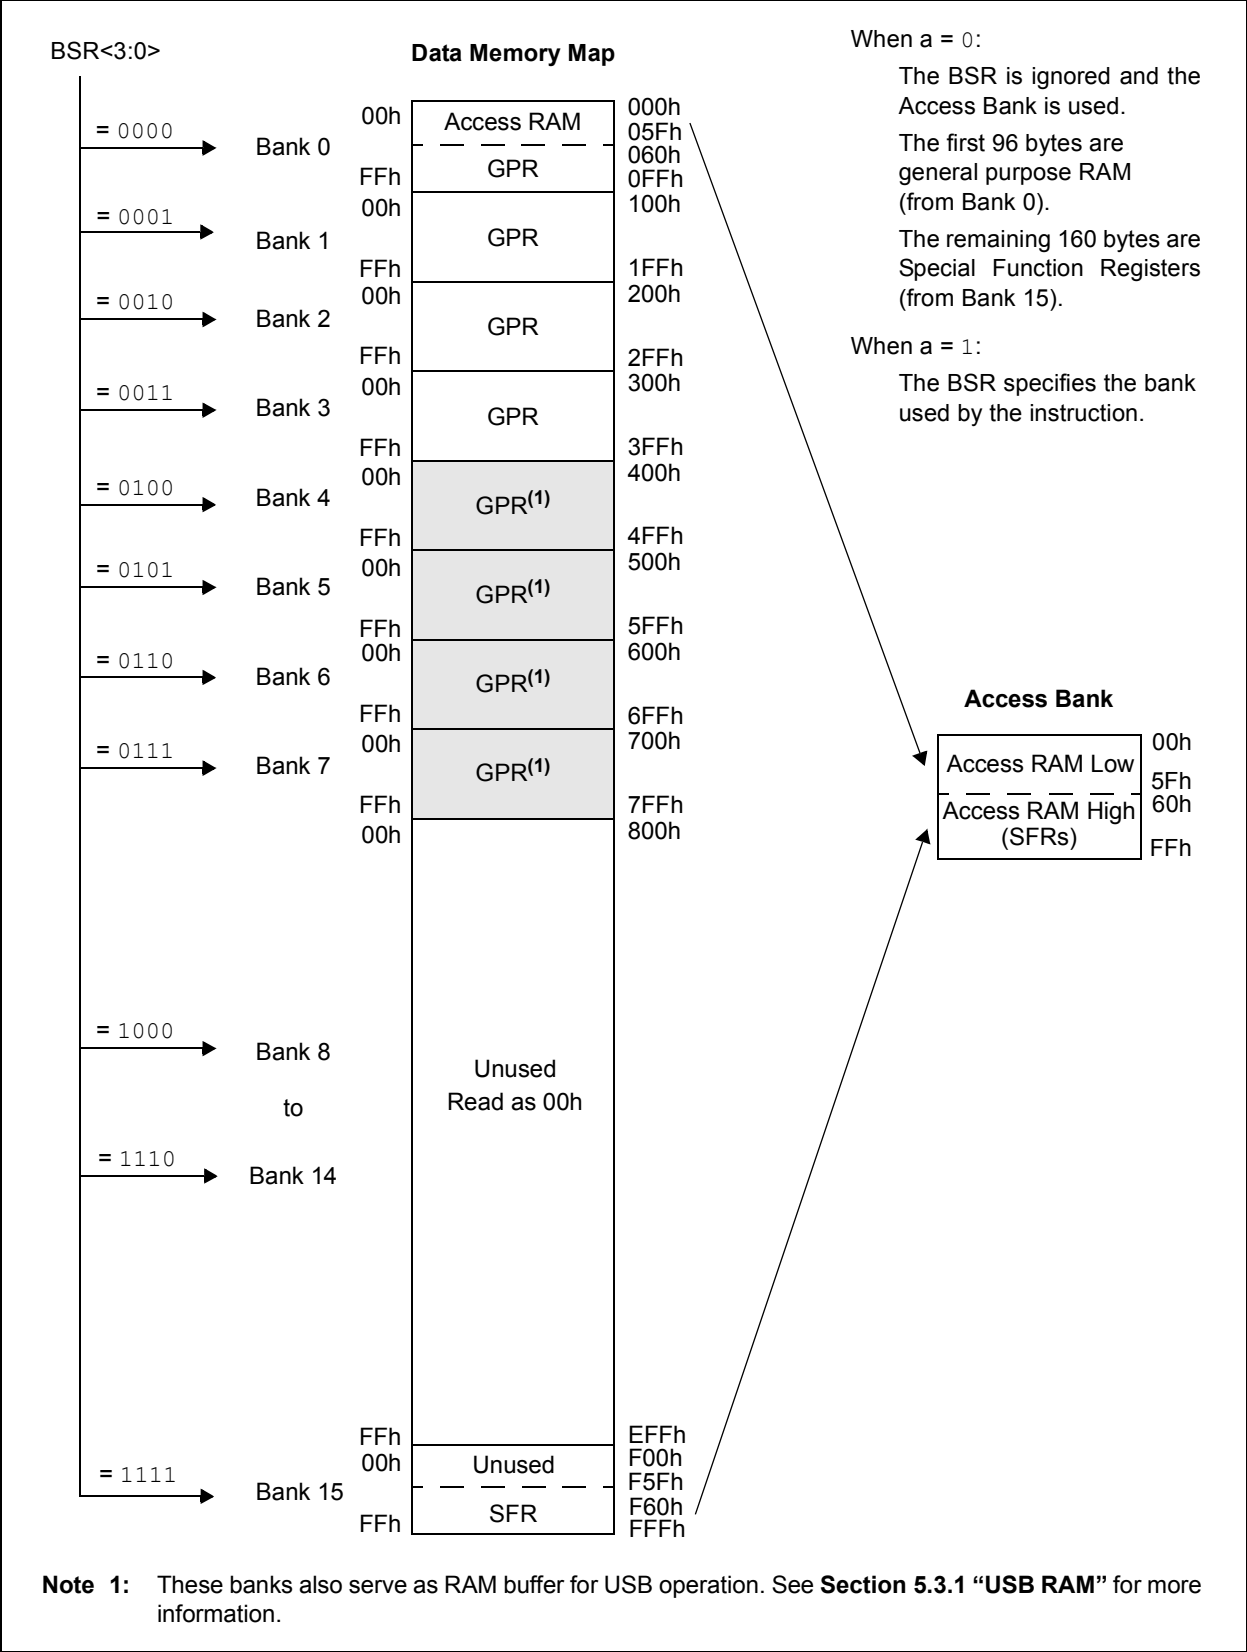 BSR<3:0>
Data Memory Map
When a = 0:
The BSR is ignored and the
Access Bank is used.
The first 96 bytes are
general purpose RAM
(from Bank 0).
The remaining 160 bytes are
Special Function Registers
(from Bank 15).
When a = 1:
The BSR specifies the bank
used by the instruction.
= 0000
Bank 0
00h
Access RAM
000h
05Fh
060h
FFh
GPR
0FFh
= 0001
Bank 1
00h
GPR
100h
FFh
1FFh
= 0010
Bank 2
00h
GPR
200h
FFh
2FFh
= 0011
Bank 3
00h
GPR
300h
FFh
3FFh
= 0100
Bank 4
00h
GPR(1)
400h
FFh
4FFh
= 0101
Bank 5
00h
GPR(1)
500h
FFh
5FFh
= 0110
Bank 6
00h
GPR(1)
600h
FFh
6FFh
= 0111
Bank 7
00h
GPR(1)
700h
FFh
7FFh
00h
800h
= 1000
Bank 8
to
= 1110
Bank 14
Unused
Read as 00h
FFh
EFFh
= 1111
Bank 15
00h
Unused
F00h
F5Fh
F60h
FFh
SFR
FFFh
Access Bank
Access RAM Low
00h
5Fh
Access RAM High
(SFRs)
60h
FFh
Note 1: These banks also serve as RAM buffer for USB operation. See Section 5.3.1 “USB RAM” for more
information.